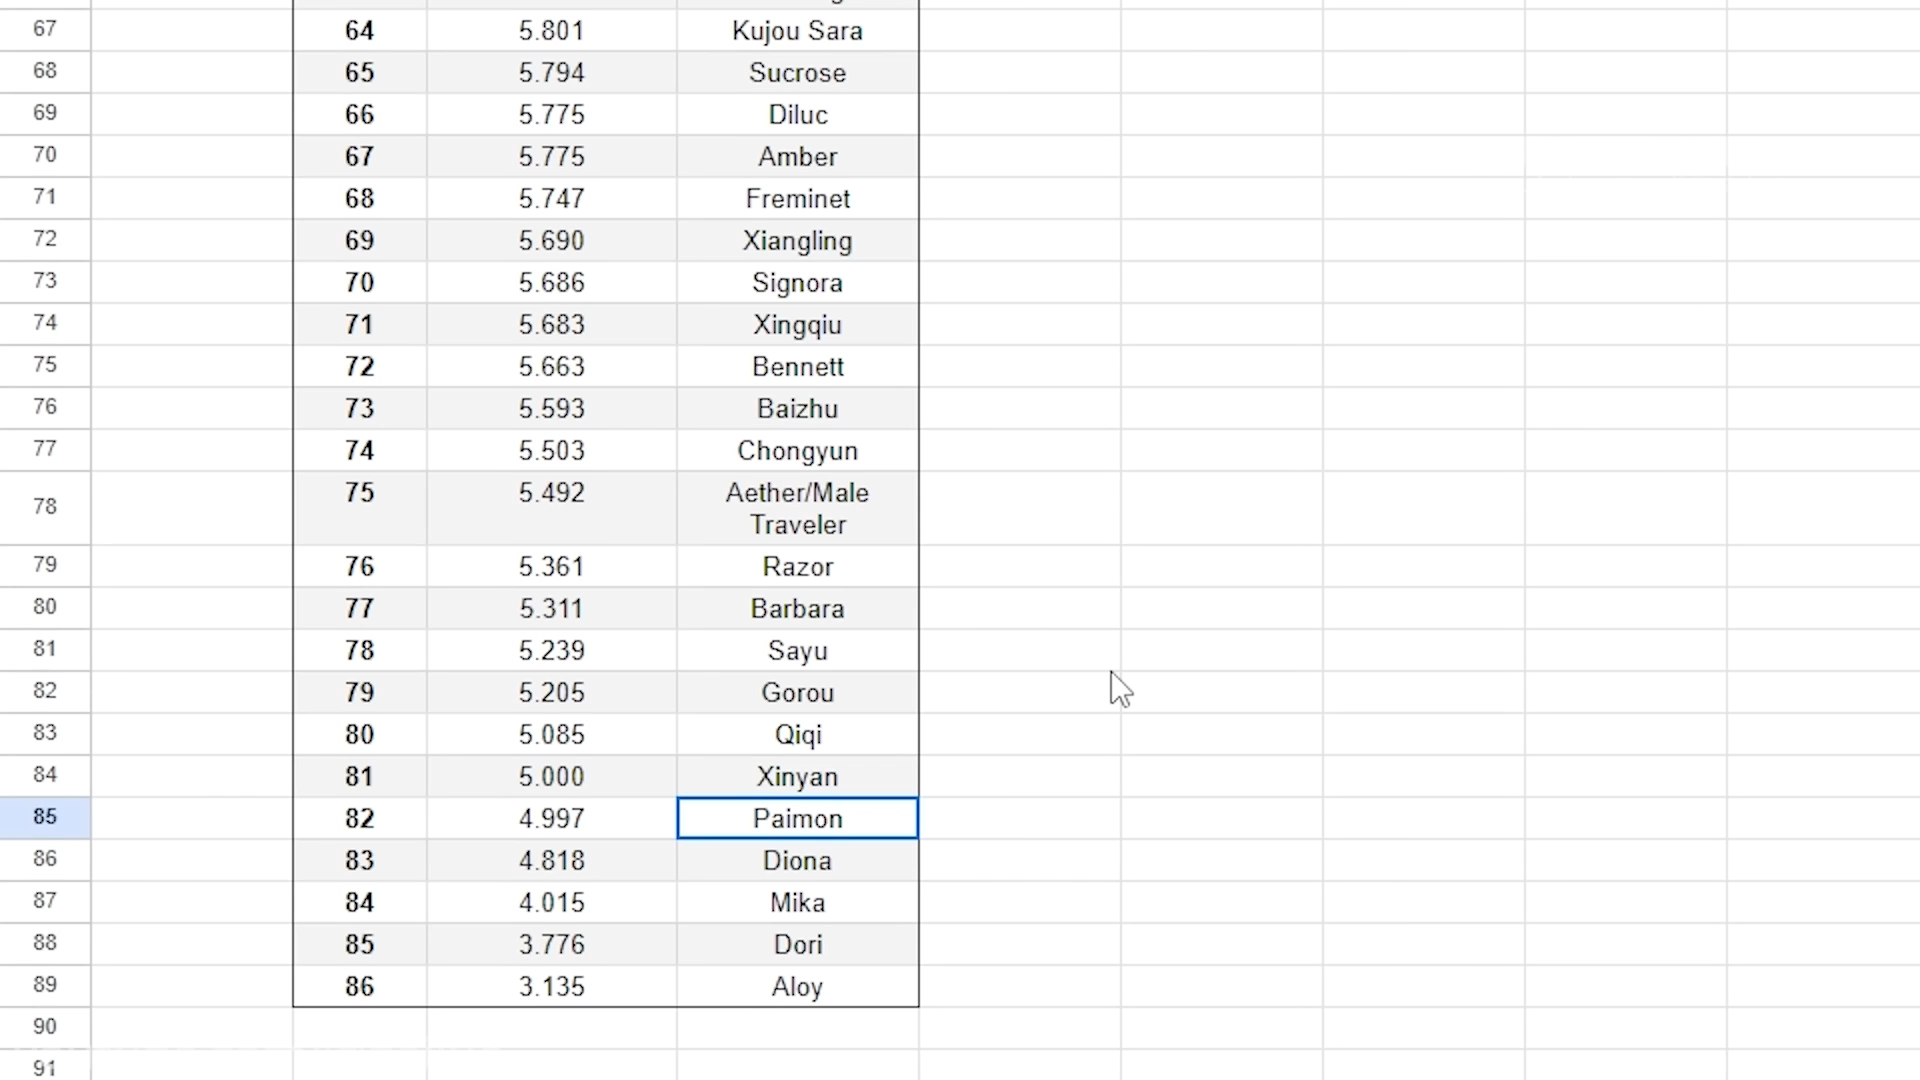 67 64 5.801 Kujou Sara
68 65 5.794 Sucrose
69 66 5.775 Diluc
70 67 5.775 Amber
71 68 5.747 Freminet
72 69 5.690 Xiangling
73 70 5.686 Signora
74 71 5.683 Xingqiu
75 72 5.663 Bennett
76 73 5.593 Baizhu
77 74 5.503 Chongyun
78 75 5.492 Aether/Male
Traveler
79 76 5.361 Razor
80 77 5.311 Barbara
81 78 5.239 Sayu
82 79 5.205 Gorou
83 80 5.085 Qiqi
84 81 5.000 Xinyan
85 82 4.997 Paimon
86 83 4.818 Diona
87 84 4.015 Mika
88 85 3.776 Dori
89 86 3.135 Aloy
90
91